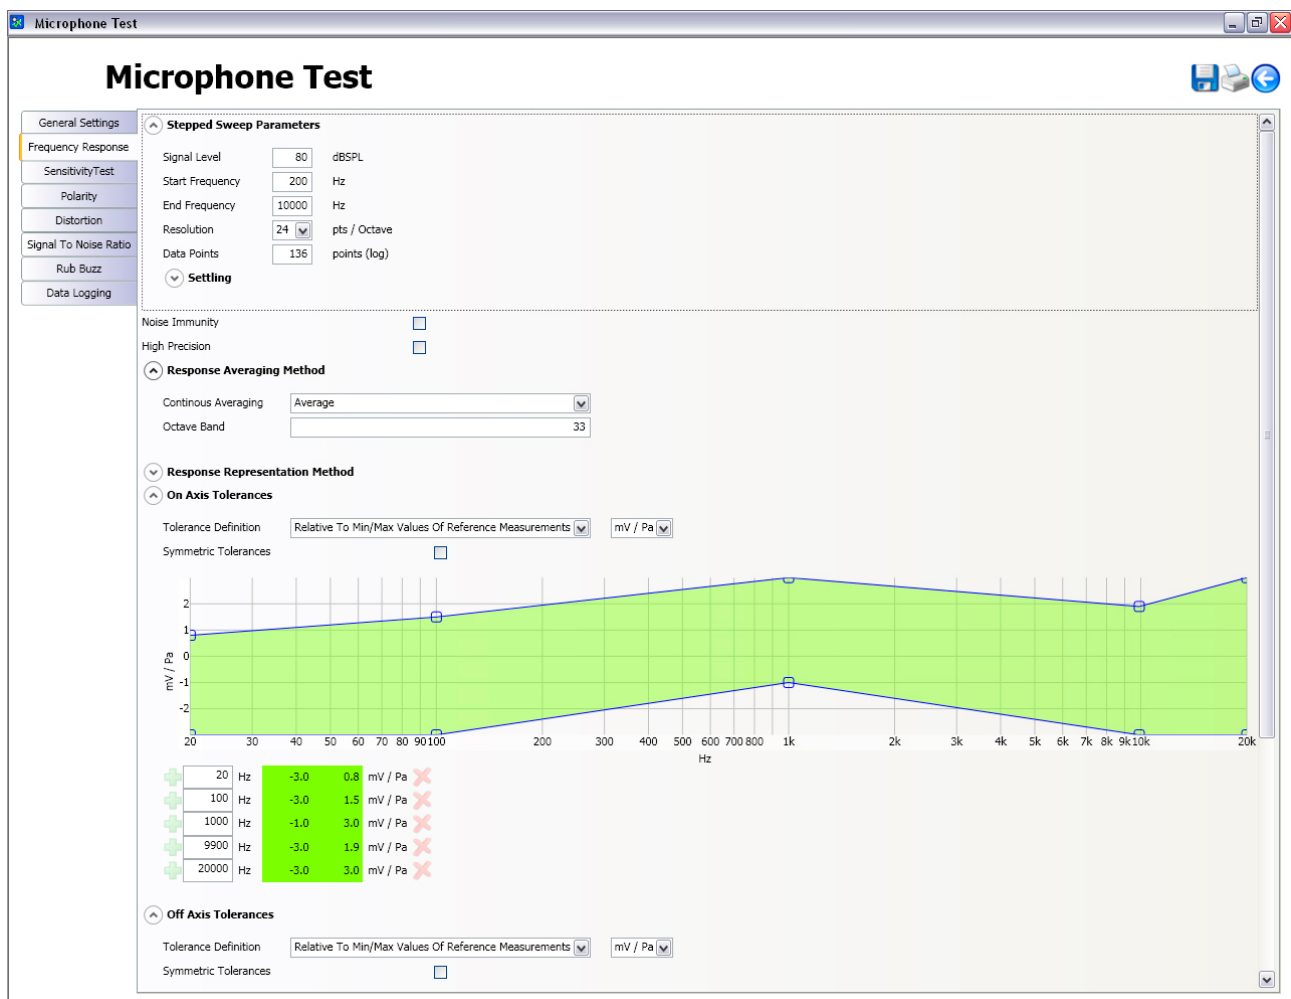 Microphone Test
Microphone Test
General Settings
Frequency Response
SensitivityTest
Polarity
Distortion
Signal To Noise Ratio
Rub Buzz
Data Logging
Stepped Sweep Parameters
Signal Level 80 dBSPL
Start Frequency 200 Hz
End Frequency 10000 Hz
Resolution 24 pts / Octave
Data Points 136 points (log)
Settling
Noise Immunity
High Precision
Response Averaging Method
Continous Averaging Average
Octave Band 33
Response Representation Method
On Axis Tolerances
Tolerance Definition Relative To Min/Max Values Of Reference Measurements mV / Pa
Symmetric Tolerances
2
1
0
-1
-2
mV / Pa
20 30 40 50 60 70 80 90 100 200 300 400 500 600 700 800 1k 2k 3k 4k 5k 6k 7k 8k 9k 10k 20k
Hz
20 Hz -3.0 0.8 mV / Pa
100 Hz -3.0 1.5 mV / Pa
1000 Hz -1.0 3.0 mV / Pa
9900 Hz -3.0 1.9 mV / Pa
20000 Hz -3.0 3.0 mV / Pa
Off Axis Tolerances
Tolerance Definition Relative To Min/Max Values Of Reference Measurements mV / Pa
Symmetric Tolerances